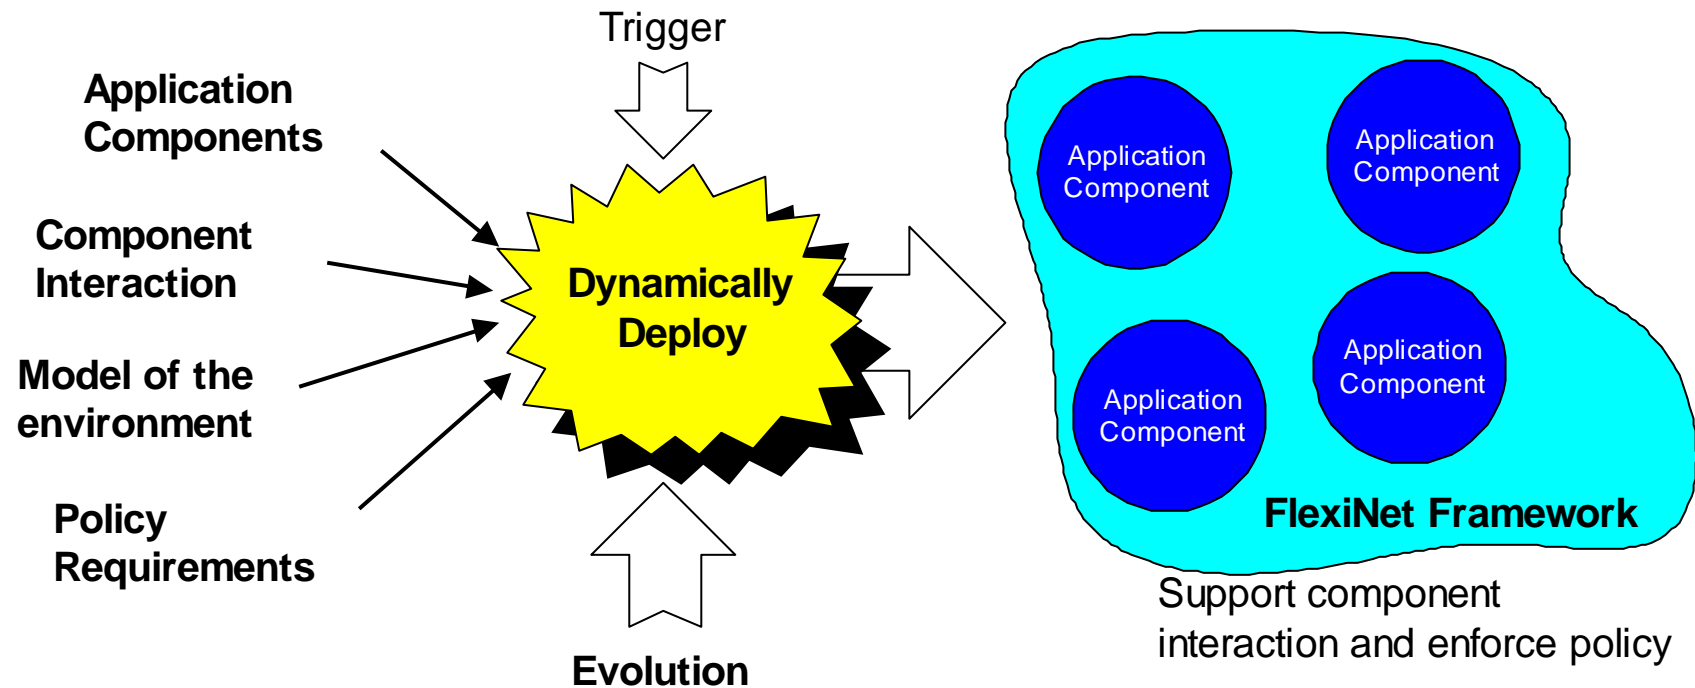 Trigger
Application
Components
Component
Interaction
Model of the
environment
Policy
Requirements
Dynamically
Deploy
Evolution
Application
Component
Application
Component
Application
Component
Application
Component
FlexiNet Framework
Support component
interaction and enforce policy